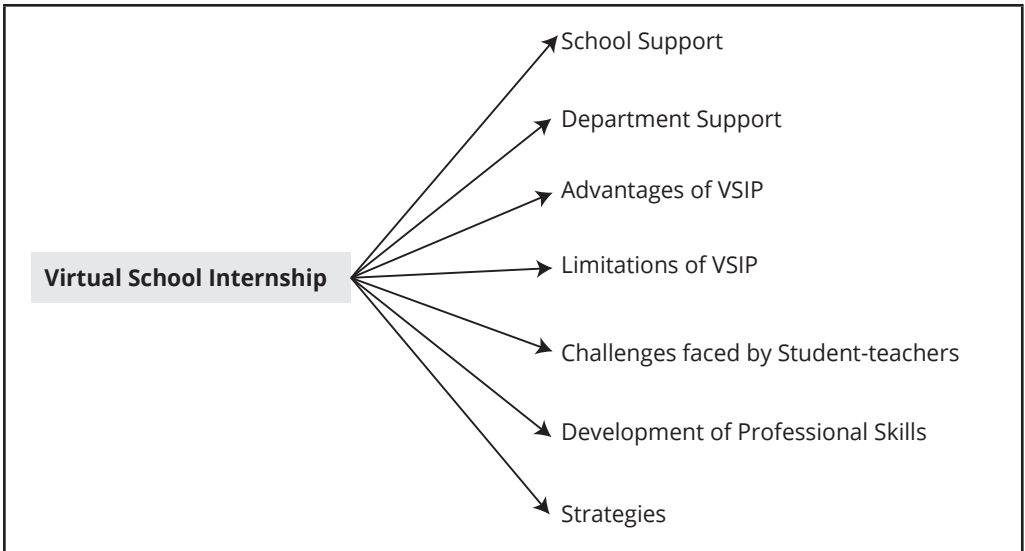 School Support
Department Support
Advantages of VSIP
Virtual School Internship
Limitations of VSIP
Challenges faced by Student-teachers
Development of Professional Skills
Strategies